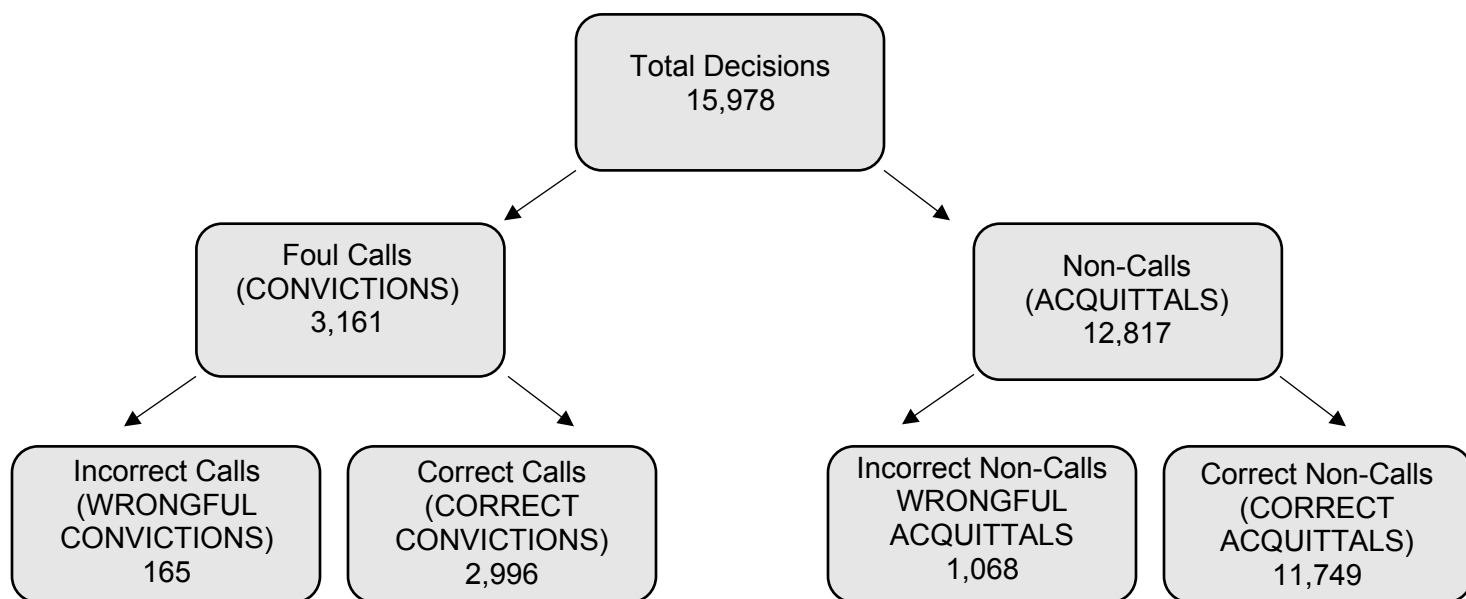 Total Decisions
15,978
Foul Calls
(CONVICTIONS)
3,161
Non-Calls
(ACQUITTALS)
12,817
Incorrect Calls
(WRONGFUL
CONVICTIONS)
165
Correct Calls
(CORRECT
CONVICTIONS)
2,996
Incorrect Non-Calls
WRONGFUL
ACQUITTALS
1,068
Correct Non-Calls
(CORRECT
ACQUITTALS)
11,749